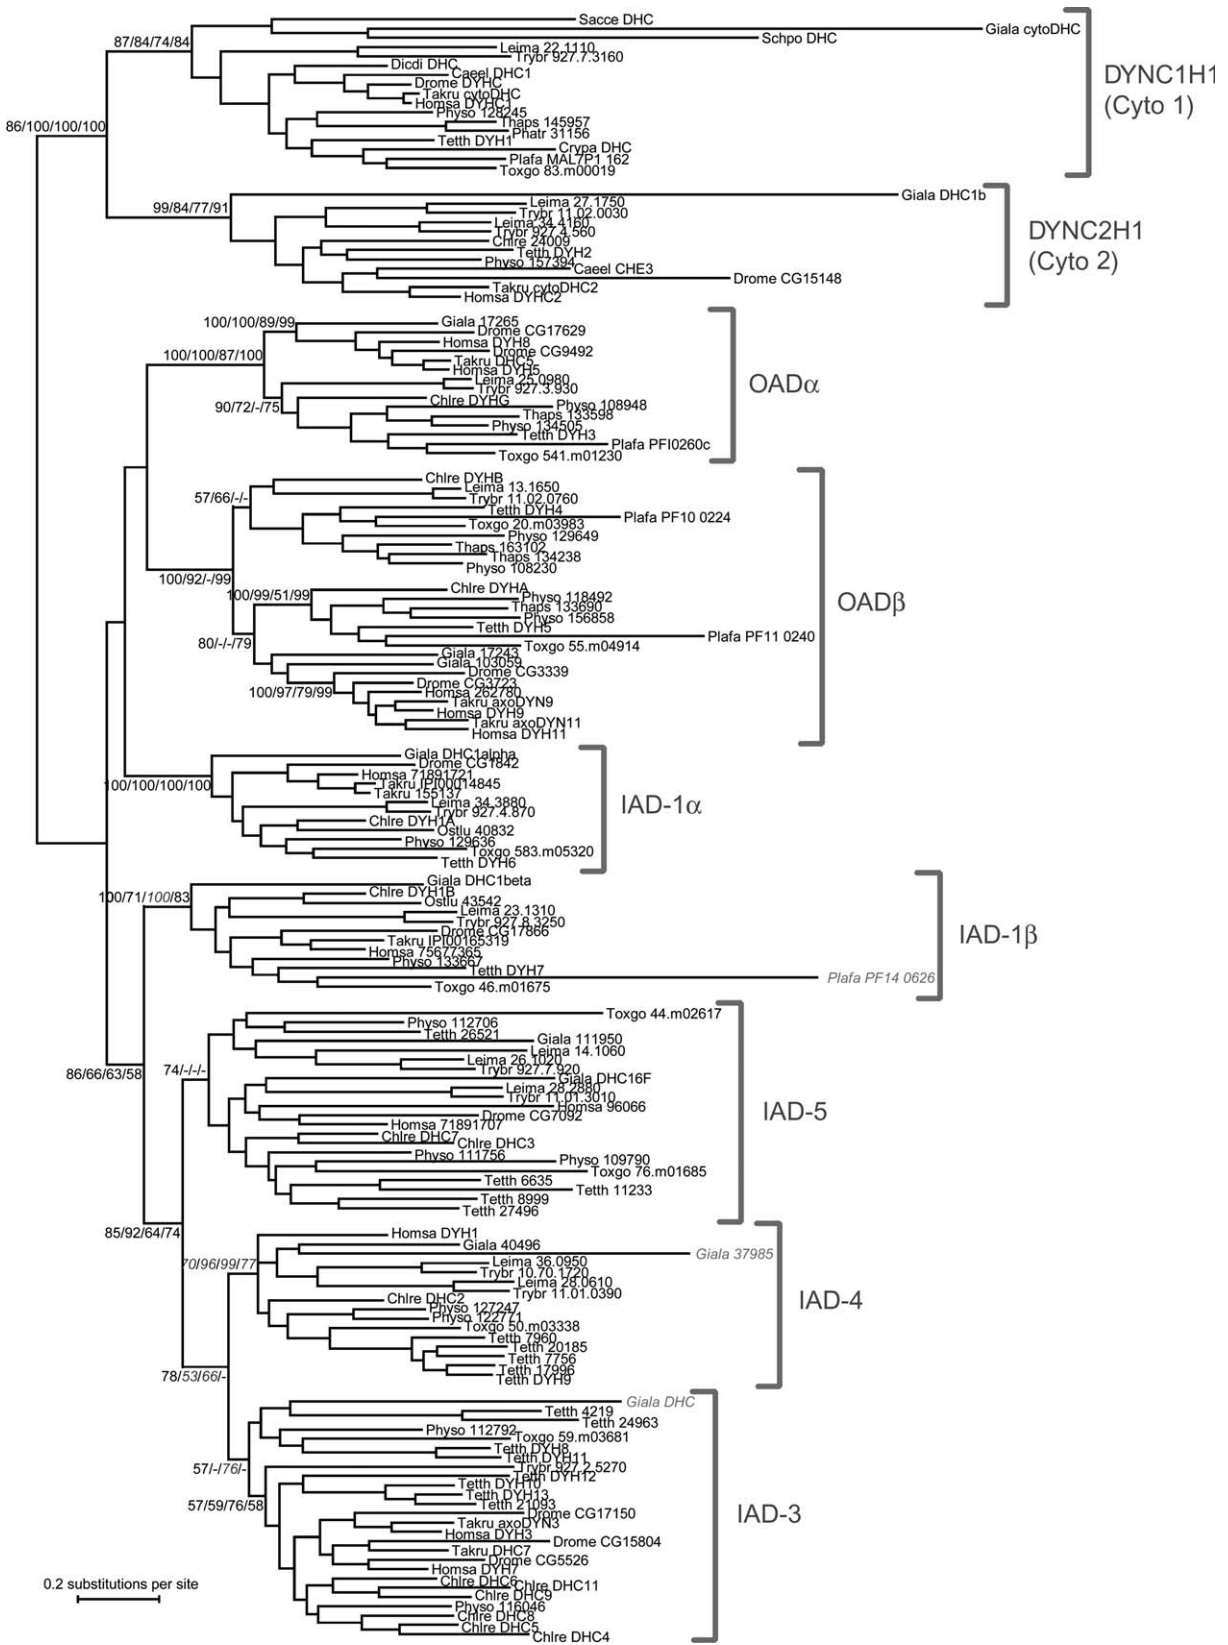 Sacce DHC
87/84/74/84
Giala cytoDHC
Schpo DHC
Leima 22.1110
Trybr 927.7.3160
Dicdi DHC
Caeel DHC1
Drome DYHC
Takru cytoDHC
Homsa DYHC1
DYNC1H1
(Cyto 1)
Physo 128245
Thaps 145957
86/100/100/100
Phatr 31156
Tetth DYH1
Crypa DHC
Plafa MAL7P1 162
Toxgo 83.m00019
Giala DHC1b
99/84/77/91
Leima 27.1750
Trybr 11.02.0030
Leima 34.4160
Trybr 927.4.560
DYNC2H1
(Cyto 2)
Chlre 24009
Tetth DYH2
Physo 157394
Caeel CHE3
Drome CG15148
Takru cytoDHC2
Homsa DYHC2
100/100/89/99
Giala 17265
Drome CG17629
Homsa DYH8
100/100/87/100
Drome CG9492
Takru DHC5
Homsa DYH5
Leima 25.0980
Trybr 927.3.930
OADα
Chlre DYHG
90/72/-/75
Physo 108948
Thaps 133598
Physo 134505
Tetth DYH3
Plafa PFI0260c
Toxgo 541.m01230
Chlre DYHB
Leima 13.1650
57/66/-/-
Trybr 11.02.0760
Tetth DYH4
Plafa PF10 0224
Toxgo 20.m03983
Physo 129649
Thaps 163102
Thaps 134238
Physo 108230
100/92/-/99
100/99/51/99
Chlre DYHA
Physo 118492
Thaps 133690
Physo 156858
OADβ
Tetth DYH5
Plafa PF11 0240
80/-/-/79
Toxgo 55.m04914
Giala 17243
Giala 103059
Drome CG3339
Drome CG3723
100/97/79/99
Homsa 262780
Takru axoDYN9
Homsa DYH9
Takru axoDYN11
Homsa DYH11
Giala DHC1alpha
Drome CG1842
Homsa 71891721
100/100/100/100
Takru IPI00014845
Takru 155137
Leima 34.3880
Trybr 927.4.870
IAD-1α
Chlre DYH1A
Ostlu 40832
Physo 129636
Toxgo 583.m05320
Tetth DYH6
Giala DHC1beta
100/71/100/83
Chlre DYH1B
Ostlu 43542
Leima 23.1310
Trybr 927.8.3250
Drome CG17866
IAD-1β
Takru IPI00165319
Homsa 75677365
Physo 133667
Tetth DYH7
Plafa PF14 0626
Toxgo 46.m01675
Toxgo 44.m02617
Physo 112706
Tetth 26521
Giala 111950
Leima 14.1060
Leima 26.1020
Trybr 927.7.920
86/66/63/58
74/-/-/-
Giala DHC16F
Leima 28.2880
Trybr 11.01.3010
Homsa 96066
Drome CG7092
IAD-5
Homsa 71891707
Chlre DHC7
Chlre DHC3
Physo 111756
Physo 109790
Toxgo 76.m01685
Tetth 6635
Tetth 11233
Tetth 8999
Tetth 27496
85/92/64/74
Homsa DYH1
Giala 40496
Giala 37985
70/96/99/77
Leima 36.0950
Trybr 10.70.1720
Leima 28.0610
Trybr 11.01.0390
IAD-4
Chlre DHC2
Physo 127247
Physo 122771
Toxgo 50.m03338
Tetth 7960
Tetth 20185
Tetth 7756
Tetth 17996
78/53/66/-
Tetth DYH9
Giala DHC
Tetth 4219
Tetth 24963
Physo 112792
Toxgo 59.m03681
Tetth DYH8
Tetth DYH11
57/-/76/-
Trybr 927.2.5270
Tetth DYH12
Tetth DYH10
Tetth DYH13
57/59/76/58
Tetth 21093
Drome CG17150
IAD-3
Takru axoDYN3
Homsa DYH3
Drome CG15804
Takru DHC7
Drome CG5526
Homsa DYH7
0.2 substitutions per site
Chlre DHC6
Chlre DHC11
Chlre DHC9
Physo 116046
Chlre DHC8
Chlre DHC5
Chlre DHC4